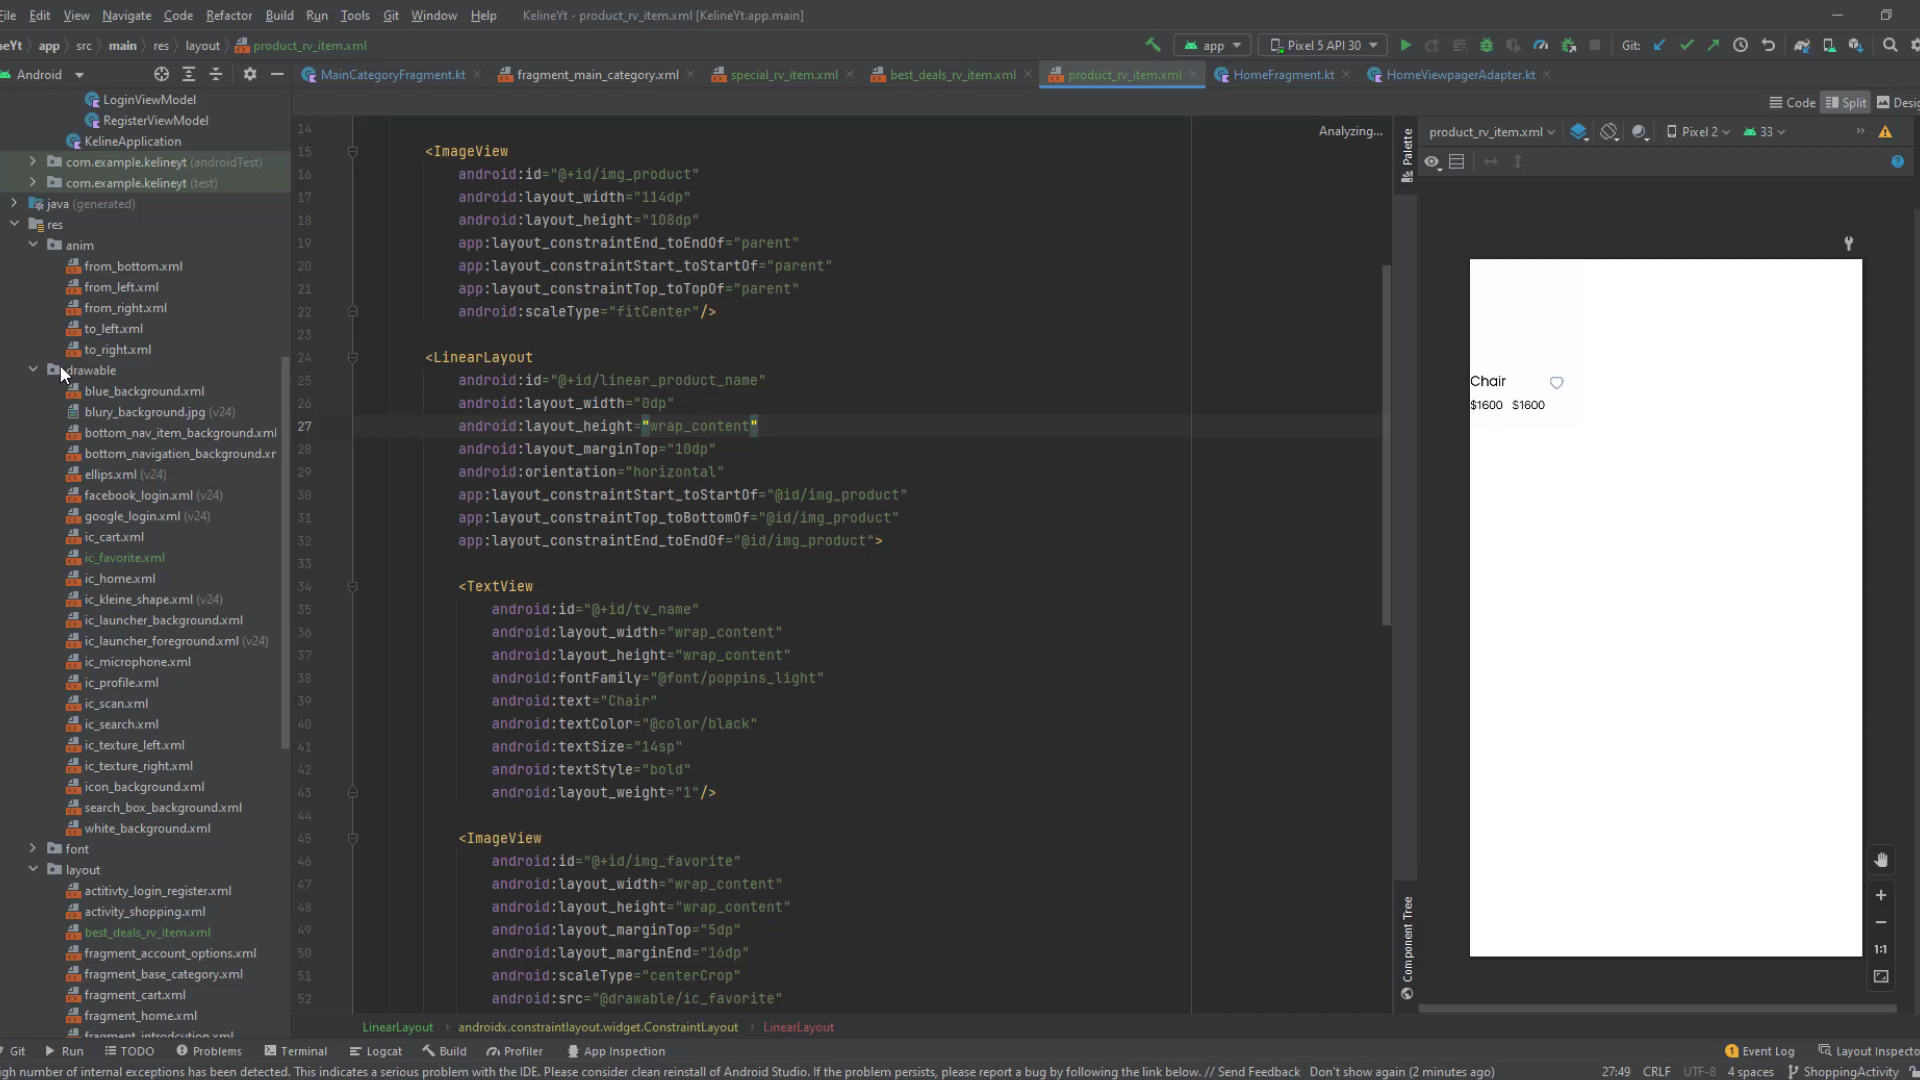 File Edit View Navigate Code Refactor Build Run Tools Git Window Help KelineYt - product_rv_item.xml [KelineYt.app.main]
neYt app src main res layout product_rv_item.xml app Pixel 5 API 30 Git:
Android MainCategoryFragment.kt fragment_main_category.xml special_rv_item.xml best_deals_rv_item.xml product_rv_item.xml HomeFragment.kt HomeViewpagerAdapter.kt
Code Split Desig
LoginViewModel
RegisterViewModel
KelineApplication
com.example.kelineyt (androidTest)
com.example.kelineyt (test)
java (generated)
res
anim
from_bottom.xml
from_left.xml
from_right.xml
to_left.xml
to_right.xml
drawable
blue_background.xml
blury_background.jpg (v24)
bottom_nav_item_background.xml
bottom_navigation_background.xr
ellips.xml (v24)
facebook_login.xml (v24)
google_login.xml (v24)
ic_cart.xml
ic_favorite.xml
ic_home.xml
ic_kleine_shape.xml (v24)
ic_launcher_background.xml
ic_launcher_foreground.xml (v24)
ic_microphone.xml
ic_profile.xml
ic_scan.xml
ic_search.xml
ic_texture_left.xml
ic_texture_right.xml
icon_background.xml
search_box_background.xml
white_background.xml
font
layout
actitivty_login_register.xml
activity_shopping.xml
best_deals_rv_item.xml
fragment_account_options.xml
fragment_base_category.xml
fragment_cart.xml
fragment_home.xml
fragment_introdcution.xml
14
15 <ImageView
16 android:id="@+id/img_product"
17 android:layout_width="114dp"
18 android:layout_height="108dp"
19 app:layout_constraintEnd_toEndOf="parent"
20 app:layout_constraintStart_toStartOf="parent"
21 app:layout_constraintTop_toTopOf="parent"
22 android:scaleType="fitCenter"/>
23
24 <LinearLayout
25 android:id="@+id/linear_product_name"
26 android:layout_width="0dp"
27 android:layout_height="wrap_content"
28 android:layout_marginTop="10dp"
29 android:orientation="horizontal"
30 app:layout_constraintStart_toStartOf="@id/img_product"
31 app:layout_constraintTop_toBottomOf="@id/img_product"
32 app:layout_constraintEnd_toEndOf="@id/img_product">
33
34 <TextView
35 android:id="@+id/tv_name"
36 android:layout_width="wrap_content"
37 android:layout_height="wrap_content"
38 android:fontFamily="@font/poppins_light"
39 android:text="Chair"
40 android:textColor="@color/black"
41 android:textSize="14sp"
42 android:textStyle="bold"
43 android:layout_weight="1"/>
44
45 <ImageView
46 android:id="@+id/img_favorite"
47 android:layout_width="wrap_content"
48 android:layout_height="wrap_content"
49 android:layout_marginTop="5dp"
50 android:layout_marginEnd="16dp"
51 android:scaleType="centerCrop"
52 android:src="@drawable/ic_favorite"
Analyzing...
Palette
Component Tree
product_rv_item.xml Pixel 2 33
Chair
$1600 $1600
1:1
LinearLayout androidx.constraintlayout.widget.ConstraintLayout LinearLayout
Git Run TODO Problems Terminal Logcat Build Profiler App Inspection 1 Event Log Layout Inspecto
igh number of internal exceptions has been detected. This indicates a serious problem with the IDE. Please consider clean reinstall of Android Studio. If the problem persists, please report a bug by following the link below. // Send Feedback Don't show again (2 minutes ago) 27:49 CRLF UTF-8 4 spaces ShoppingActivity